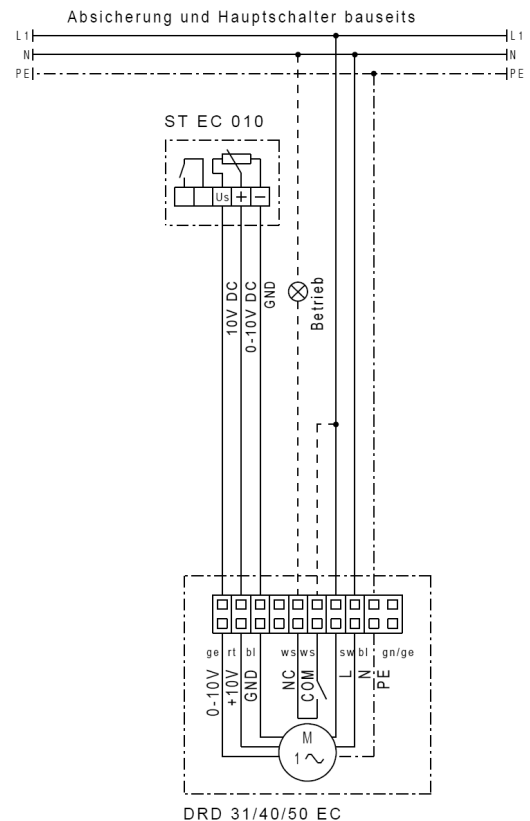 Absicherung und Hauptschalter bauseits
L1 L1
N N
PE PE
ST EC 010
Us + −
10V DC
0-10V DC
GND
Betrieb
ge rt bl ws ws sw bl gn/ge
0-10V
+10V
GND
NC
COM
L
N
PE
M
1
DRD 31/40/50 EC